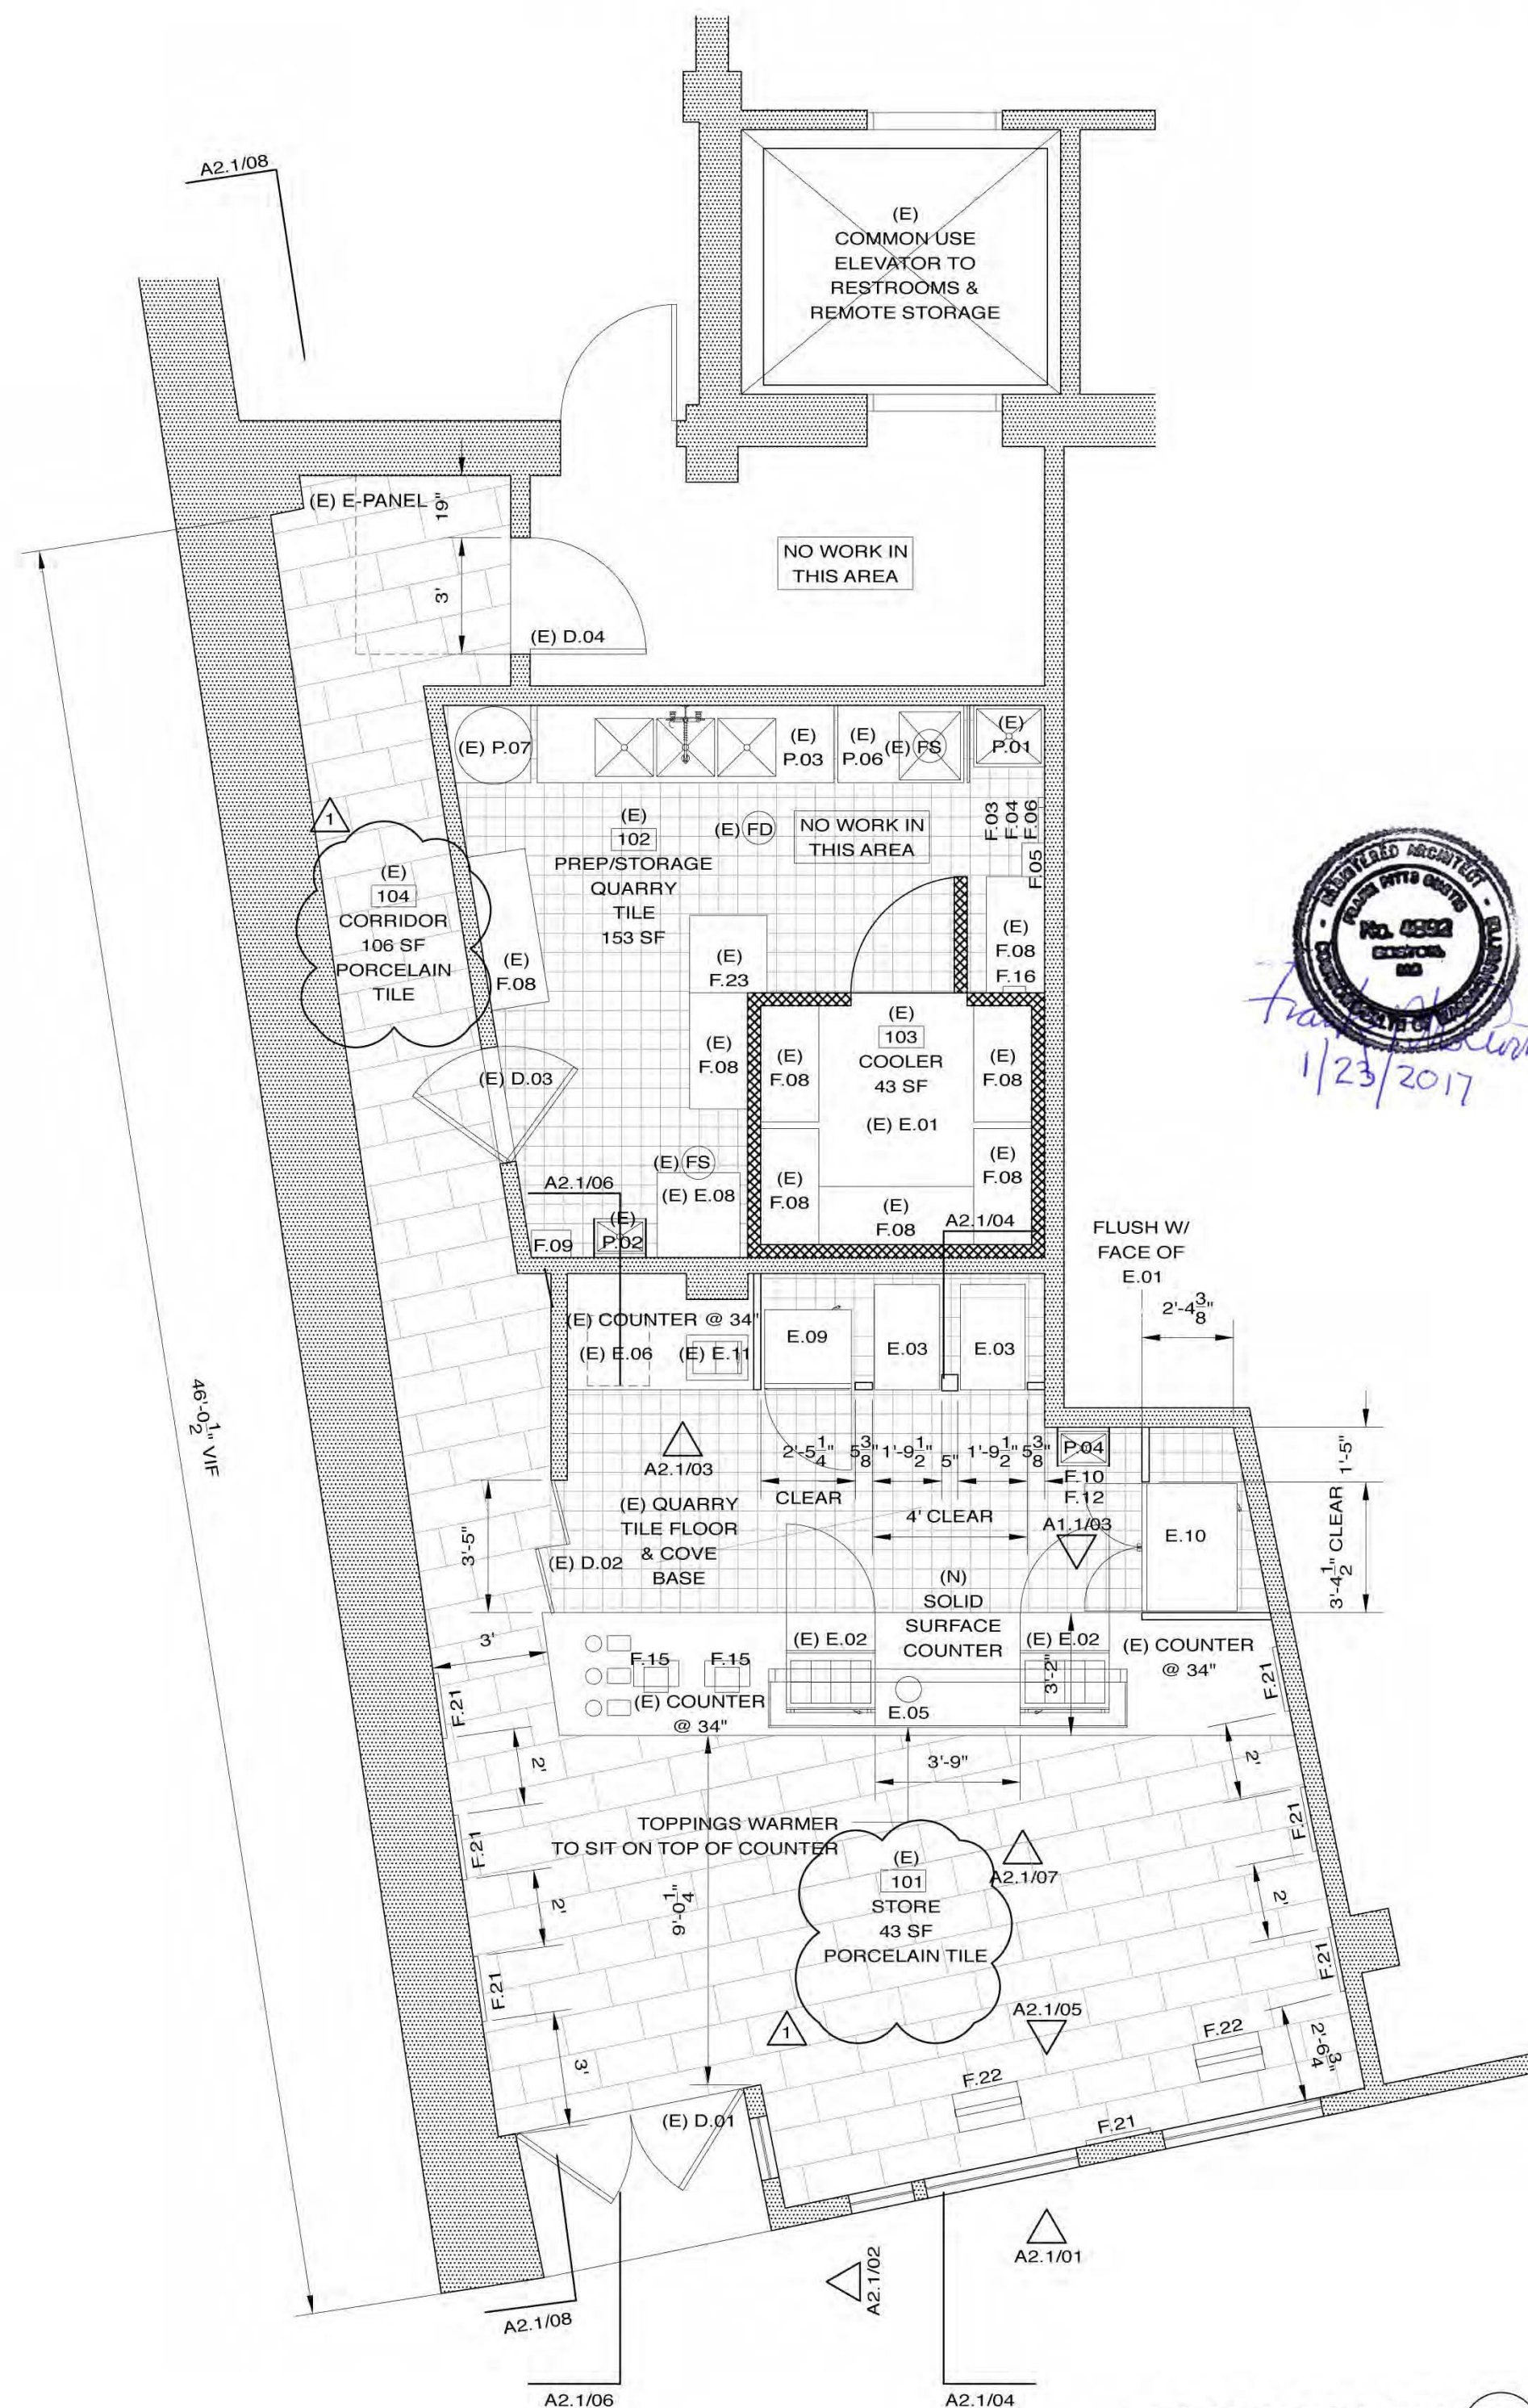 A2.1/08
(E)
COMMON USE
ELEVATOR TO
RESTROOMS &
REMOTE STORAGE
(E) E-PANEL
19"
3'
NO WORK IN
THIS AREA
(E) D.04
(E) P.07
(E)
P.03
(E)
P.06
(E) FS
(E)
P.01
1
(E)
102
PREP/STORAGE
QUARRY
TILE
153 SF
(E) FD
NO WORK IN
THIS AREA
F.03
F.04
F.06
F.05
(E)
104
CORRIDOR
106 SF
PORCELAIN
TILE
(E)
F.08
(E)
F.23
(E)
F.08
F.16
REGISTERED ARCHITECT
No. 4892
BOSTON,
1/23/2017
(E)
F.08
(E)
F.08
(E)
103
COOLER
43 SF
(E) E.01
(E)
F.08
(E) D.03
(E) FS
(E) E.08
(E)
F.08
(E)
F.08
(E)
F.08
A2.1/06
(E)
P.02
F.09
A2.1/04
FLUSH W/
FACE OF
E.01
2'-4 3/8"
(E) COUNTER @ 34"
(E) E.06
(E) E.11
E.09
E.03
E.03
46'-0 1/2" VIF
A2.1/03
2'-5 1/4"
5 3/8"
1'-9 1/2"
5"
1'-9 1/2"
5 3/8"
CLEAR
4' CLEAR
P.04
F.10
F.12
A1.1/03
E.10
1'-5"
3'-4 1/2" CLEAR
3'-5"
(E) QUARRY
TILE FLOOR
& COVE
BASE
(E) D.02
(N)
SOLID
SURFACE
COUNTER
3'
F.15
F.15
(E) E.02
(E) E.02
(E) COUNTER
@ 34"
3'-2"
(E) COUNTER
@ 34"
E.05
F.21
F.21
2'
2'
3'-9"
TOPPINGS WARMER
TO SIT ON TOP OF COUNTER
F.21
F.21
9'-0 1/4"
(E)
101
STORE
43 SF
PORCELAIN TILE
A2.1/07
2'
2'
F.21
F.21
1
A2.1/05
3'
F.22
2'-6 3/4"
F.22
(E) D.01
F.21
A2.1/02
A2.1/01
A2.1/08
A2.1/06
A2.1/04